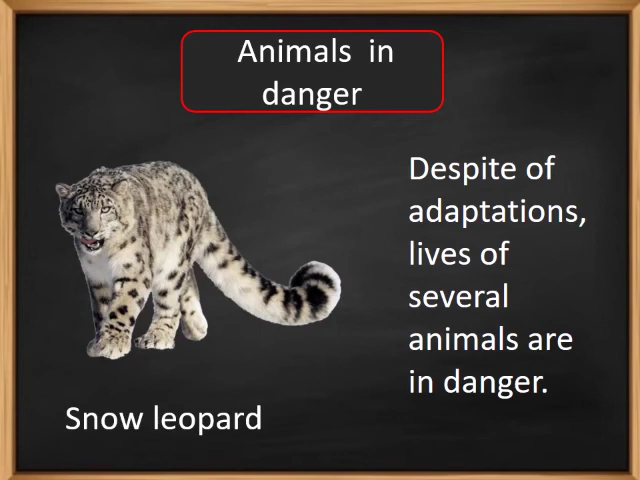 Animals in
danger
Despite of
adaptations,
lives of
several
animals are
in danger.
Snow leopard